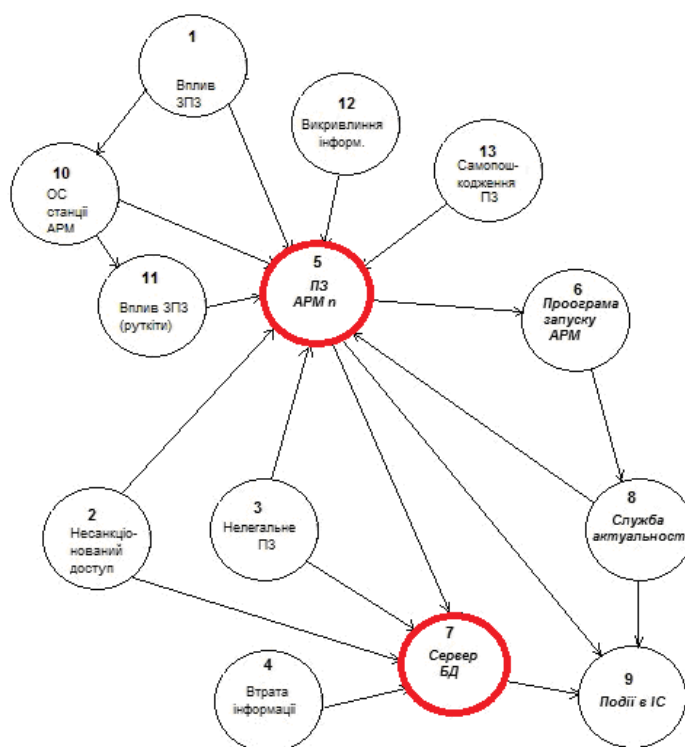 1
Вплив
ЗПЗ
12
Викривлиння
інформ.
13
Самопош-
кодження
ПЗ
10
ОС
станції
АРМ
11
Вплив ЗПЗ
(руткіти)
5
ПЗ
АРМ n
6
Проограма
запуску
АРМ
2
Несанкціо-
нований
доступ
3
Нелегальне
ПЗ
8
Служба
актуальност
7
Сервер
БД
4
Втрата
інформації
9
Події в ІС